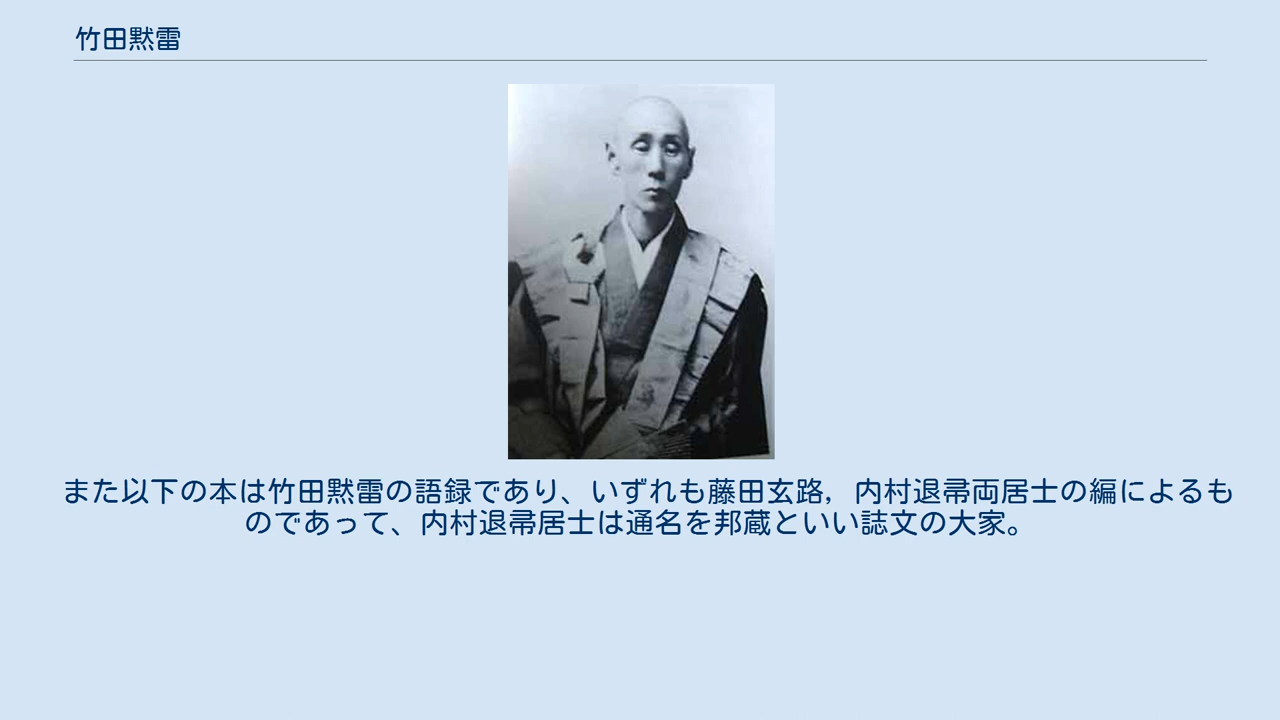 竹田黙雷
また以下の本は竹田黙雷の語録であり、いずれも藤田玄路，内村退帚両居士の編によるも
のであって、内村退帚居士は通名を邦蔵といい誌文の大家。